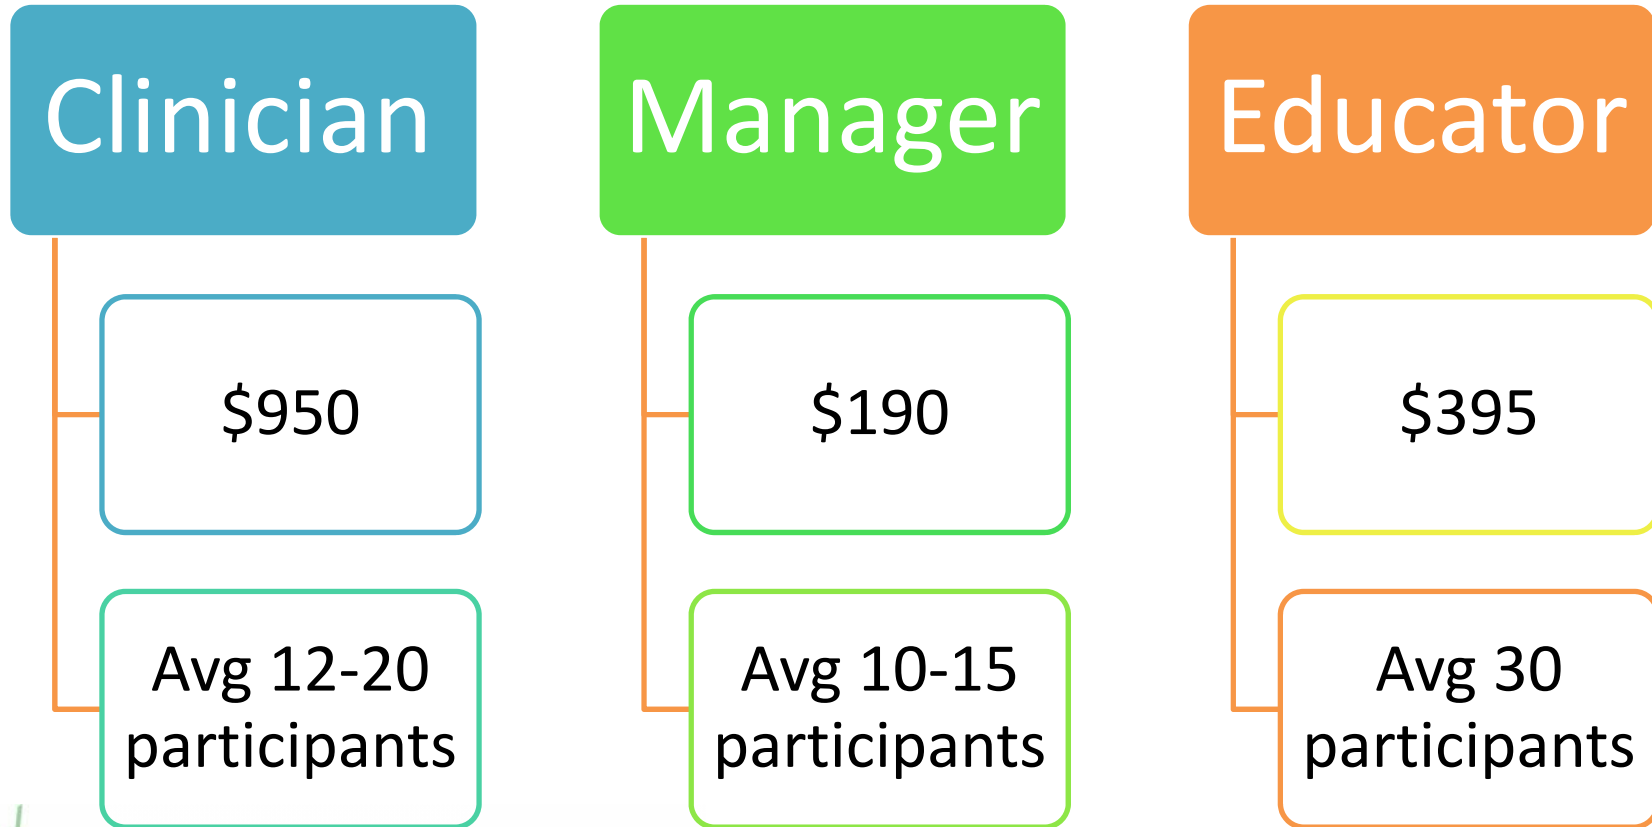 Clinician
$950
Avg 12-20
participants
Manager
$190
Avg 10-15
participants
Educator
$395
Avg 30
participants